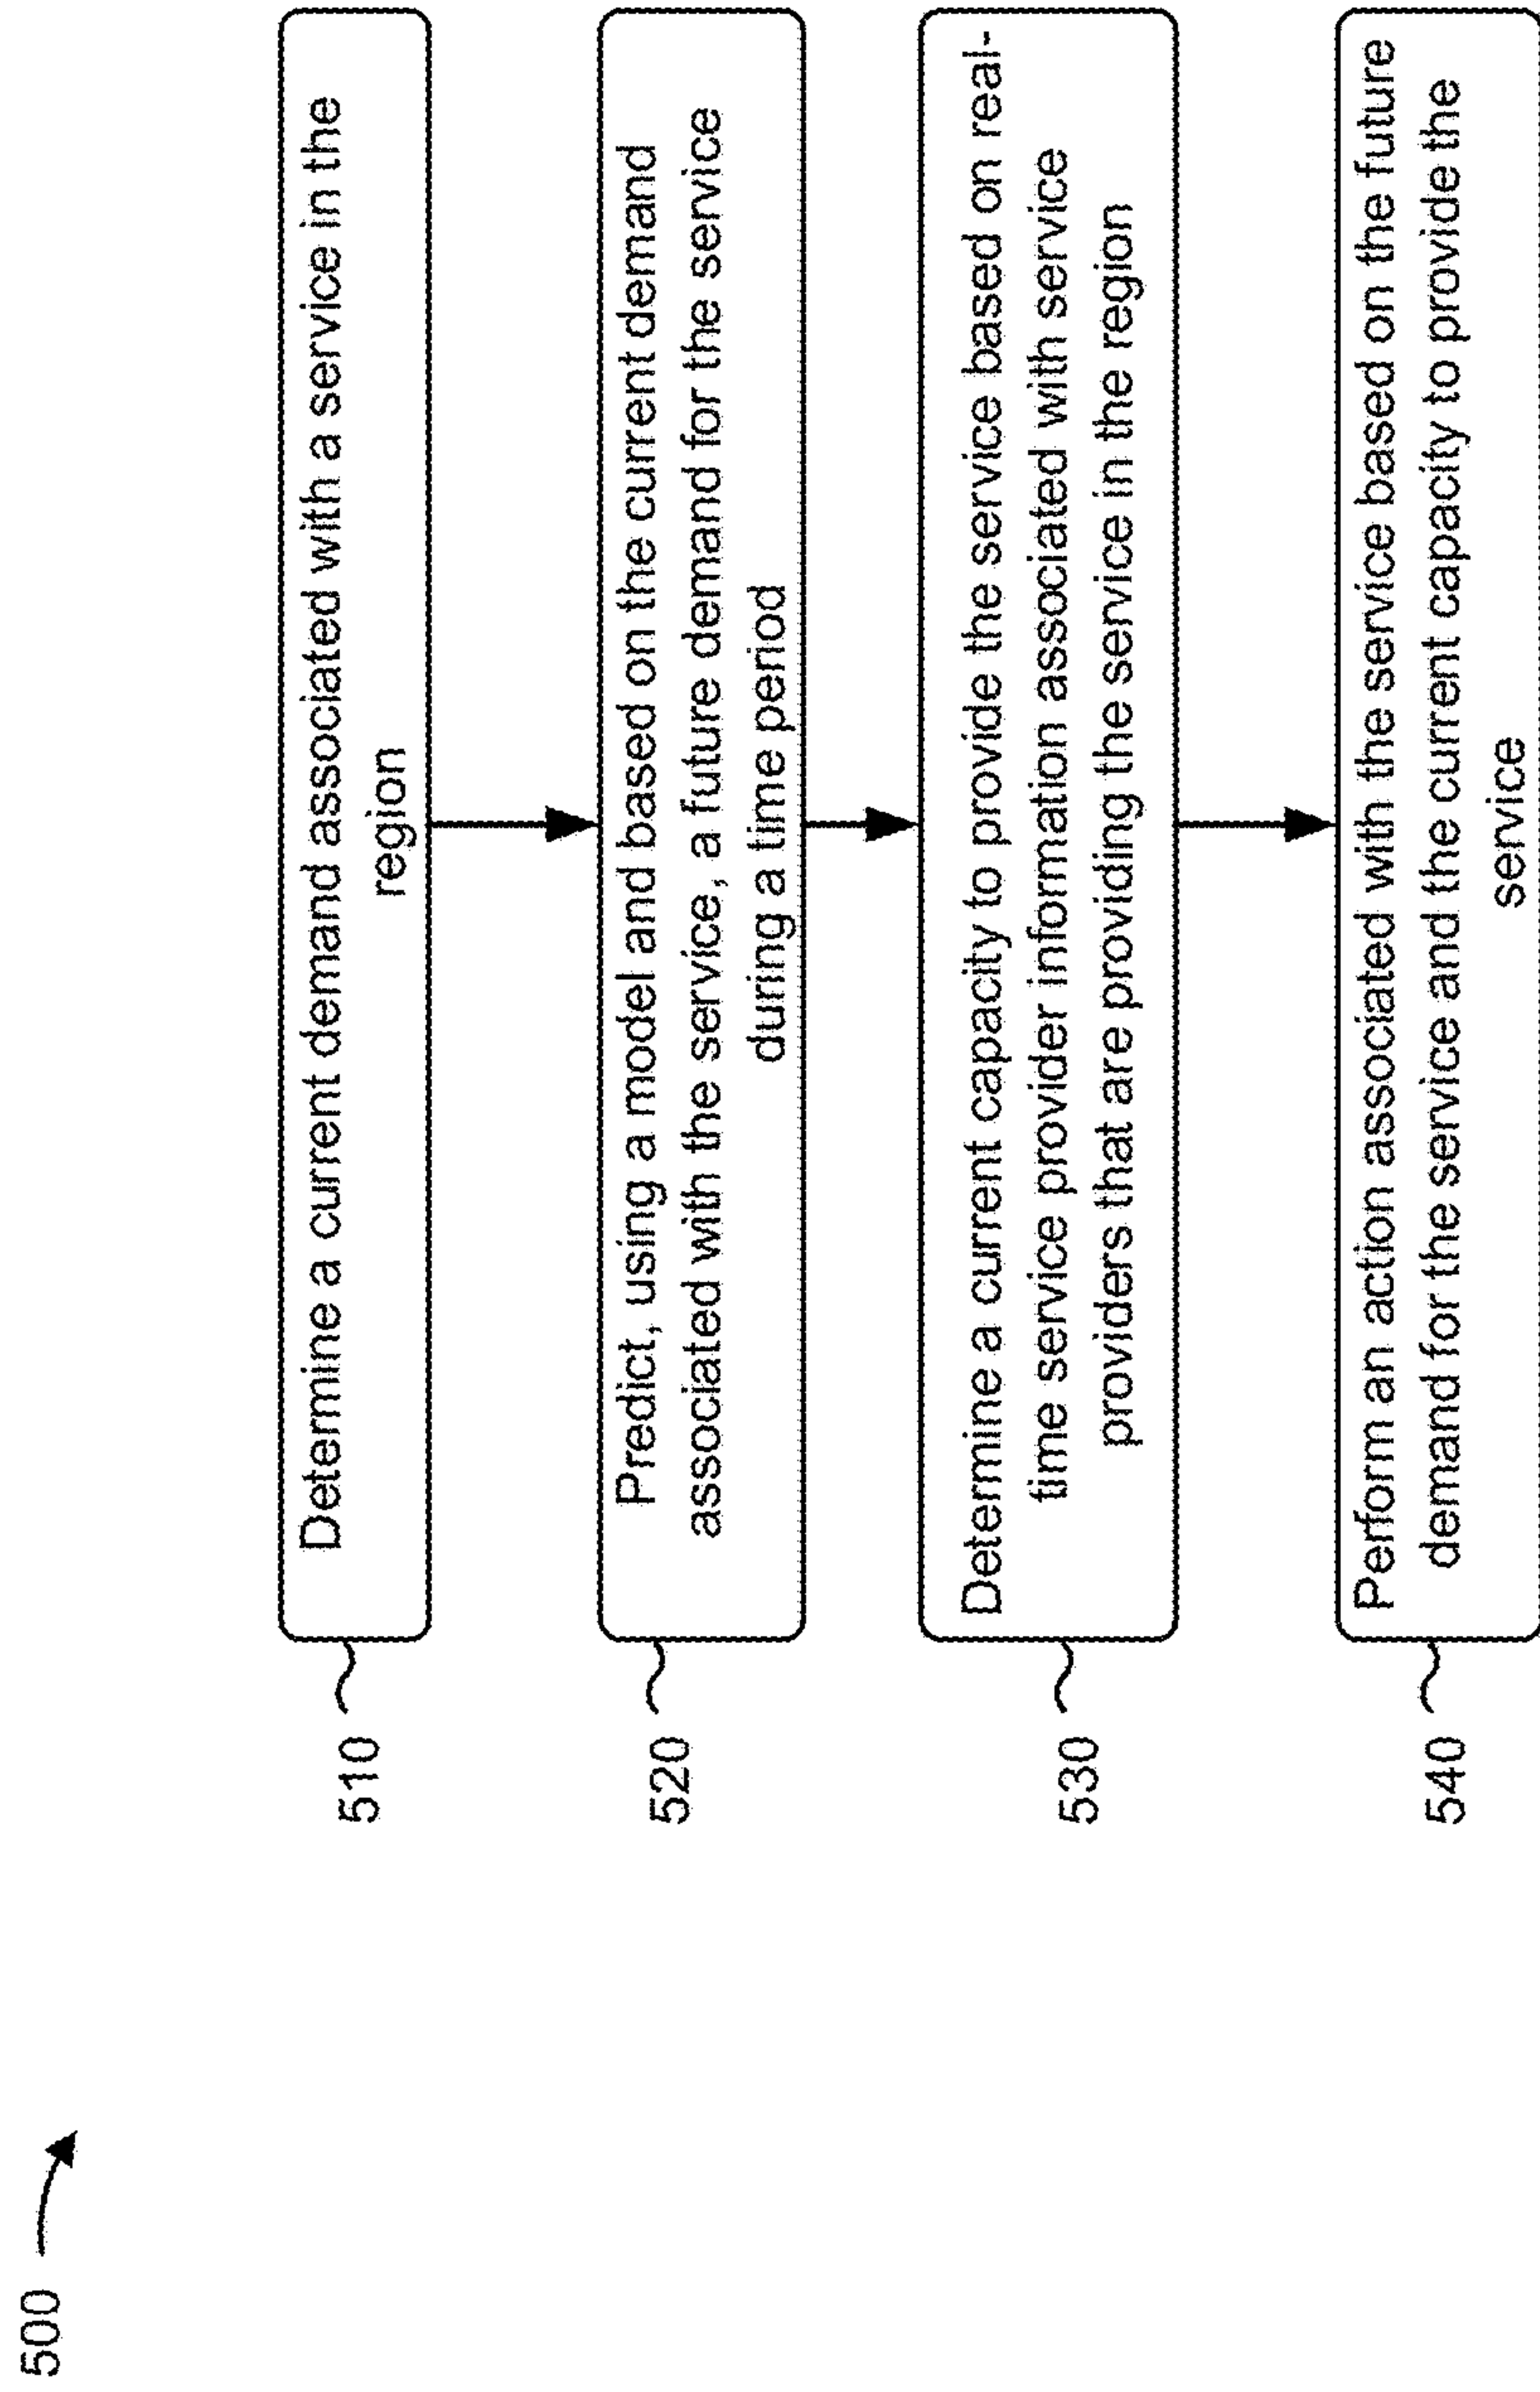 500
510
Determine a current demand associated with a service in the
region
520
Predict, using a model and based on the current demand
associated with the service, a future demand for the service
during a time period
530
Determine a current capacity to provide the service based on real-
time service provider information associated with service
providers that are providing the service in the region
540
Perform an action associated with the service based on the future
demand for the service and the current capacity to provide the
service